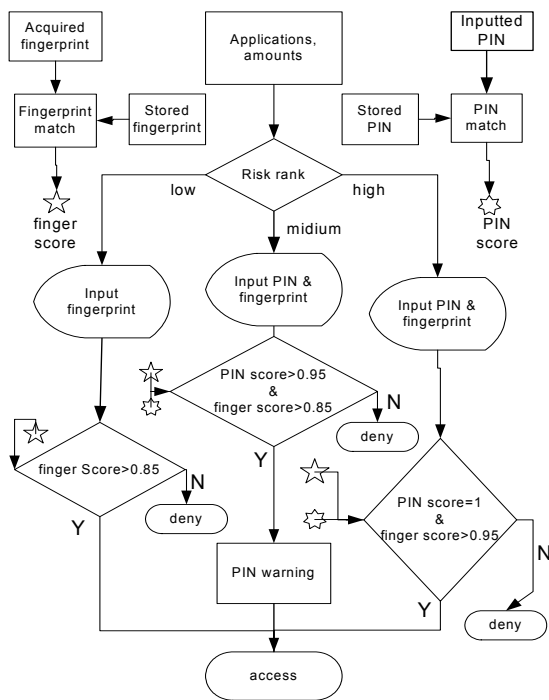 Acquired
fingerprint
Applications,
amounts
Inputted
PIN
Fingerprint
match
Stored
fingerprint
Stored
PIN
PIN
match
finger
score
Risk rank
low
high
midium
PIN
score
Input
fingerprint
Input PIN &
fingerprint
Input PIN &
fingerprint
PIN score>0.95
&
finger score>0.85
N
deny
Y
finger Score>0.85
N
deny
Y
PIN score=1
&
finger score>0.95
N
deny
Y
PIN warning
access